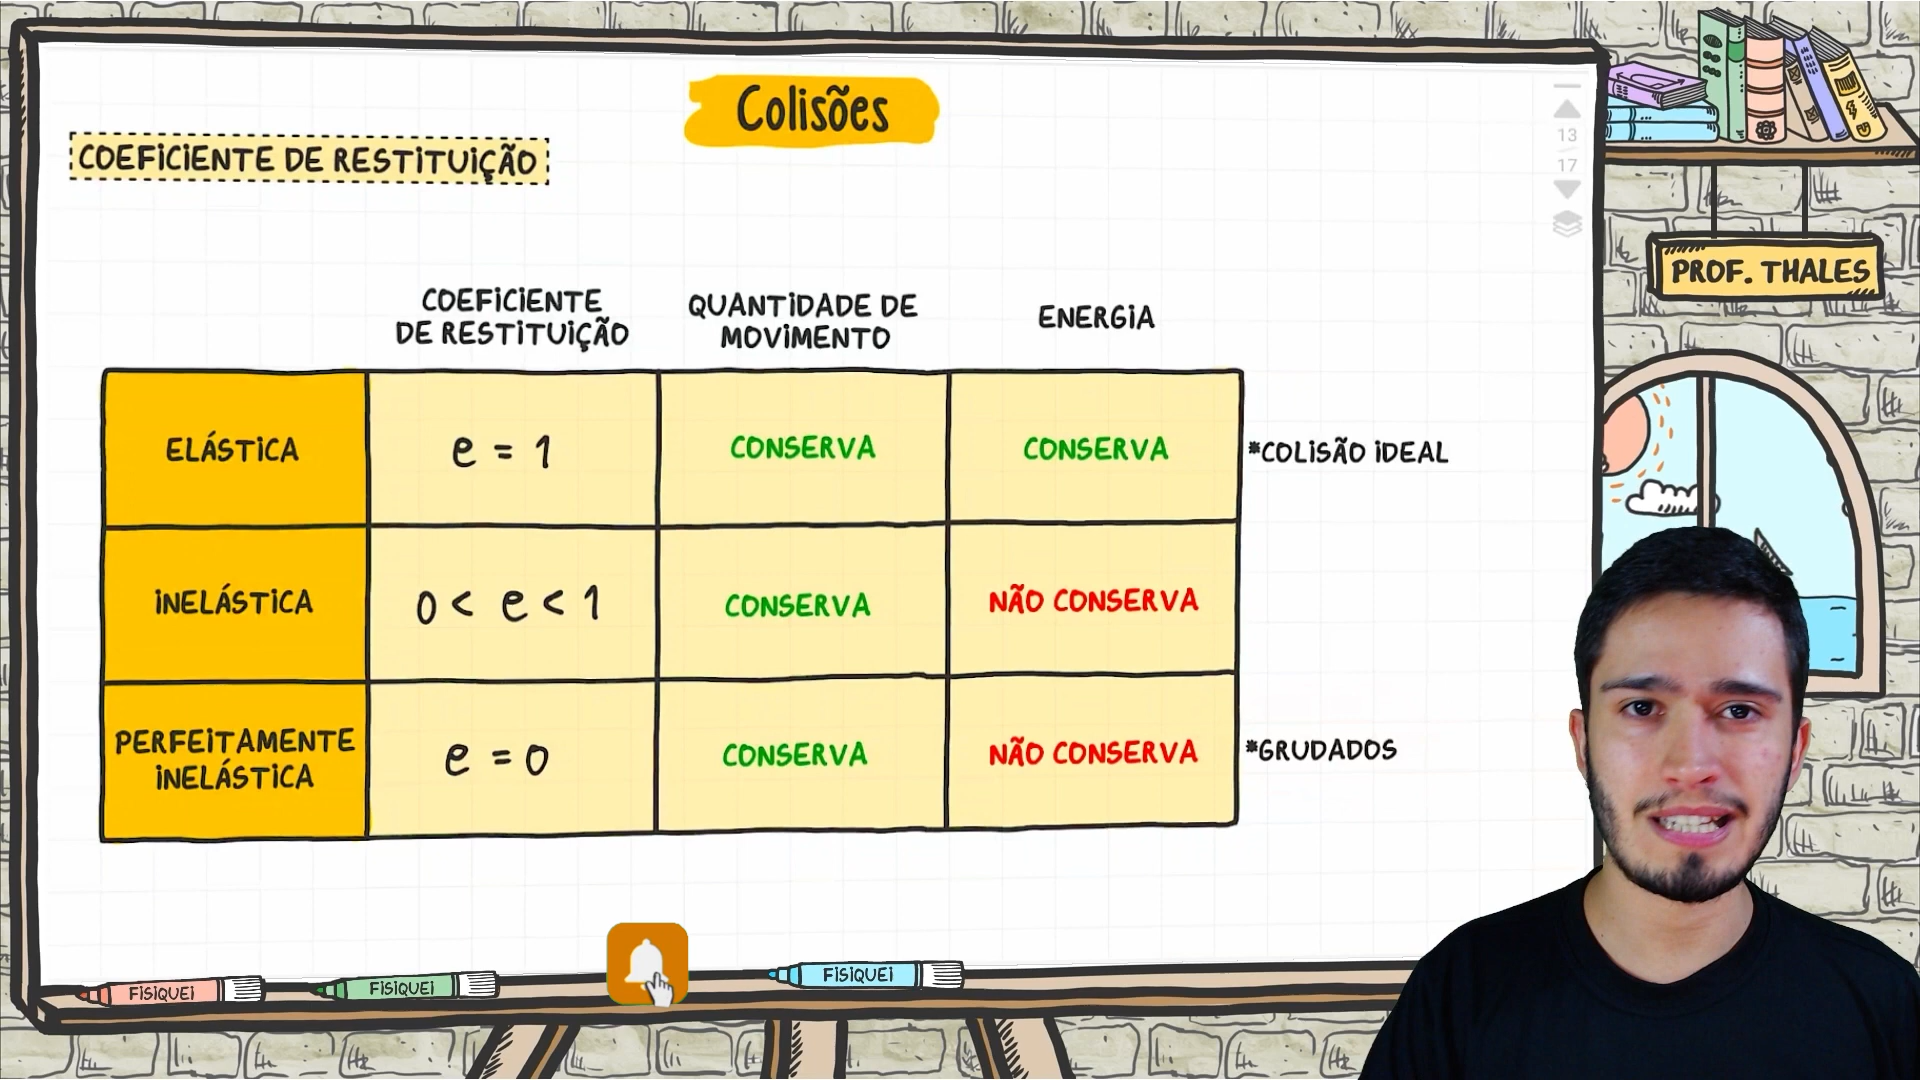 Colisões
COEFICIENTE DE RESTITUIÇÃO
13
17
PROF. THALES
COEFICIENTE
DE RESTITUIÇÃO
QUANTIDADE DE
MOVIMENTO
ENERGIA
ELÁSTICA
e = 1
CONSERVA
CONSERVA
*COLISÃO IDEAL
INELÁSTICA
0 < e < 1
CONSERVA
NÃO CONSERVA
PERFEITAMENTE
INELÁSTICA
e = 0
CONSERVA
NÃO CONSERVA
*GRUDADOS
FISIQUEI
FISIQUEI
FISIQUEI